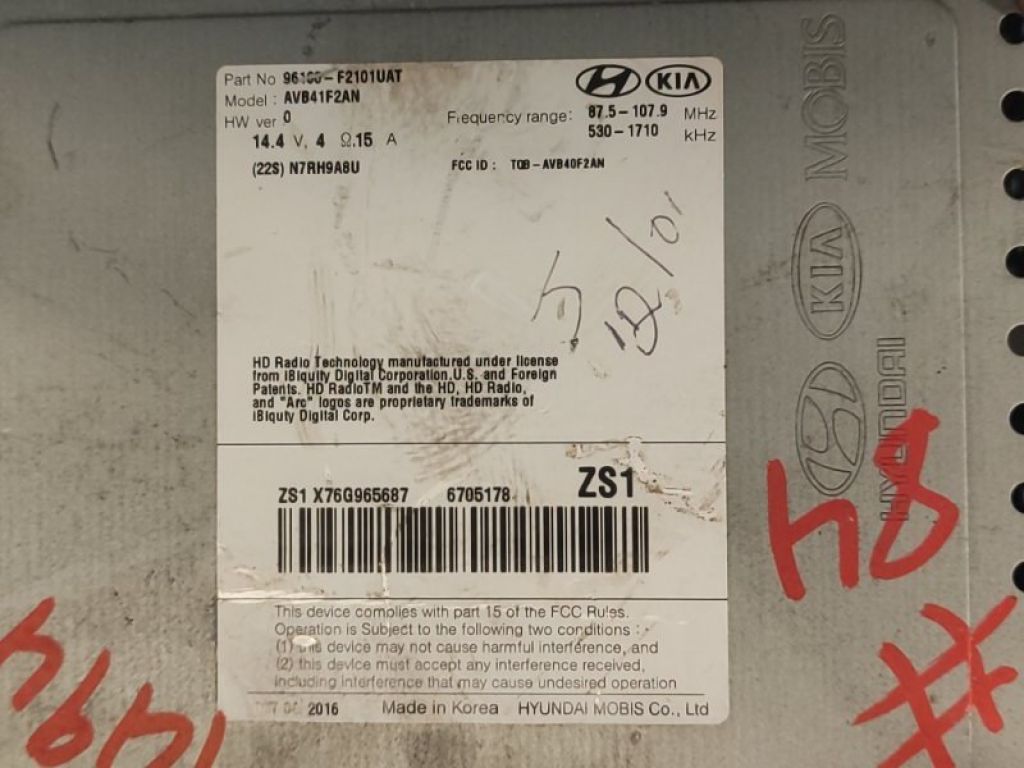 Part No 96160-F2101UAT
Model : AVB41F2AN
HW ver 0
14.4 V, 4 Ω.15 A
(22S) N7RH9A8U
KIA
Frequency range: 87.5-107.9 MHz
530-1710 kHz
FCC ID : TQ8-AVB40F2AN
HD Radio Technology manufactured under license
from iBiquity Digital Corporation.U.S. and Foreign
Patents. HD RadioTM and the HD, HD Radio,
and "Arc" logos are proprietary trademarks of
iBiquty Digital Corp.
ZS1 X76G965687 6705178 ZS1
This device complies with part 15 of the FCC Rules.
Operation is Subject to the following two conditions :
(1) this device may not cause harmful interference, and
(2) this device must accept any interference received,
including interference that may cause undesired operation
2016 Made in Korea HYUNDAI MOBIS Co., Ltd
MOBIS
KIA
HYUNDAI